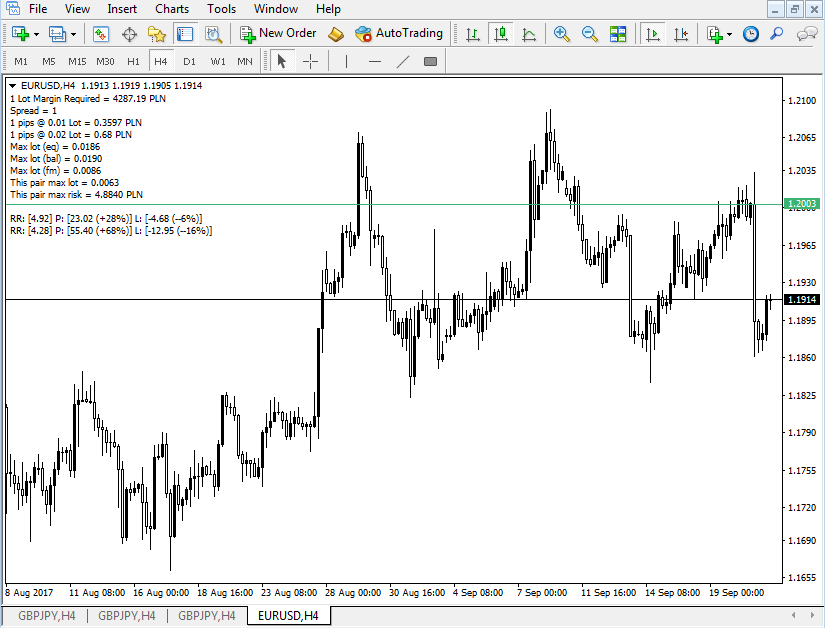 File View Insert Charts Tools Window Help
New Order AutoTrading
M1 M5 M15 M30 H1 H4 D1 W1 MN
EURUSD,H4 1.1913 1.1919 1.1905 1.1914
1 Lot Margin Required = 4287.19 PLN
Spread = 1
1 pips @ 0.01 Lot = 0.3597 PLN
1 pips @ 0.02 Lot = 0.68 PLN
Max lot (eq) = 0.0186
Max lot (bal) = 0.0190
Max lot (fm) = 0.0086
This pair max lot = 0.0063
This pair max risk = 4.8840 PLN
RR: [4.92] P: [23.02 (+28%)] L: [-4.68 (--6%)]
RR: [4.28] P: [55.40 (+68%)] L: [-12.95 (--16%)]
1.2100
1.2065
1.2035
1.2003
1.1965
1.1930
1.1914
1.1895
1.1860
1.1825
1.1790
1.1755
1.1720
1.1690
1.1655
8 Aug 2017 11 Aug 08:00 16 Aug 00:00 18 Aug 16:00 23 Aug 08:00 28 Aug 00:00 30 Aug 16:00 4 Sep 08:00 7 Sep 00:00 11 Sep 16:00 14 Sep 08:00 19 Sep 00:00
GBPJPY,H4 GBPJPY,H4 GBPJPY,H4 EURUSD,H4